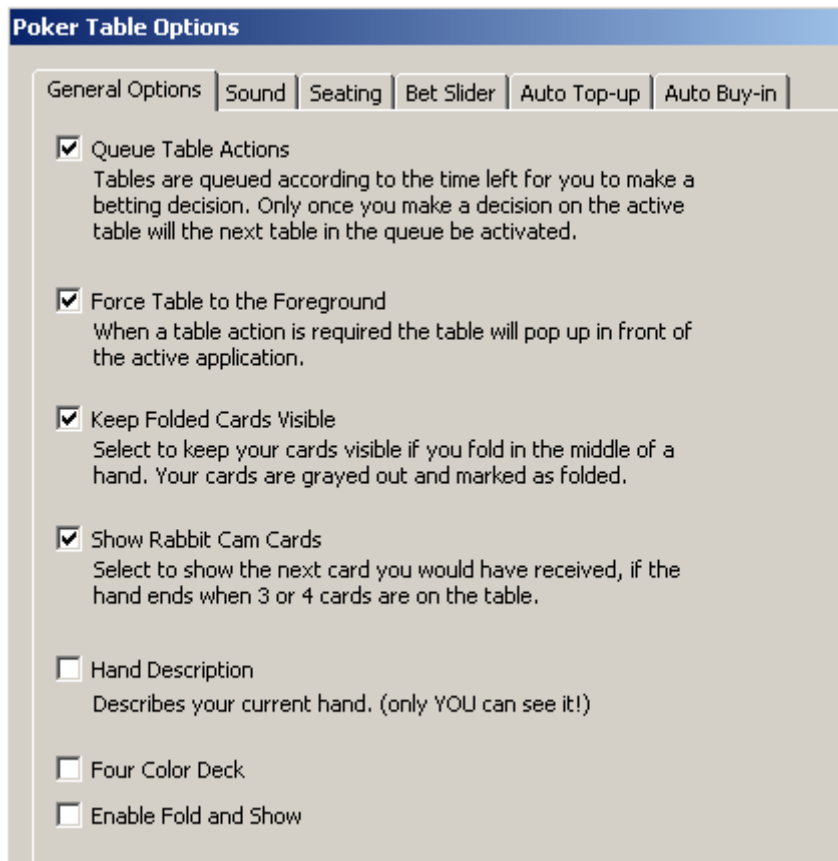 Poker Table Options
General Options Sound Seating Bet Slider Auto Top-up Auto Buy-in
Queue Table Actions
Tables are queued according to the time left for you to make a
betting decision. Only once you make a decision on the active
table will the next table in the queue be activated.
Force Table to the Foreground
When a table action is required the table will pop up in front of
the active application.
Keep Folded Cards Visible
Select to keep your cards visible if you fold in the middle of a
hand. Your cards are grayed out and marked as folded.
Show Rabbit Cam Cards
Select to show the next card you would have received, if the
hand ends when 3 or 4 cards are on the table.
Hand Description
Describes your current hand. (only YOU can see it!)
Four Color Deck
Enable Fold and Show